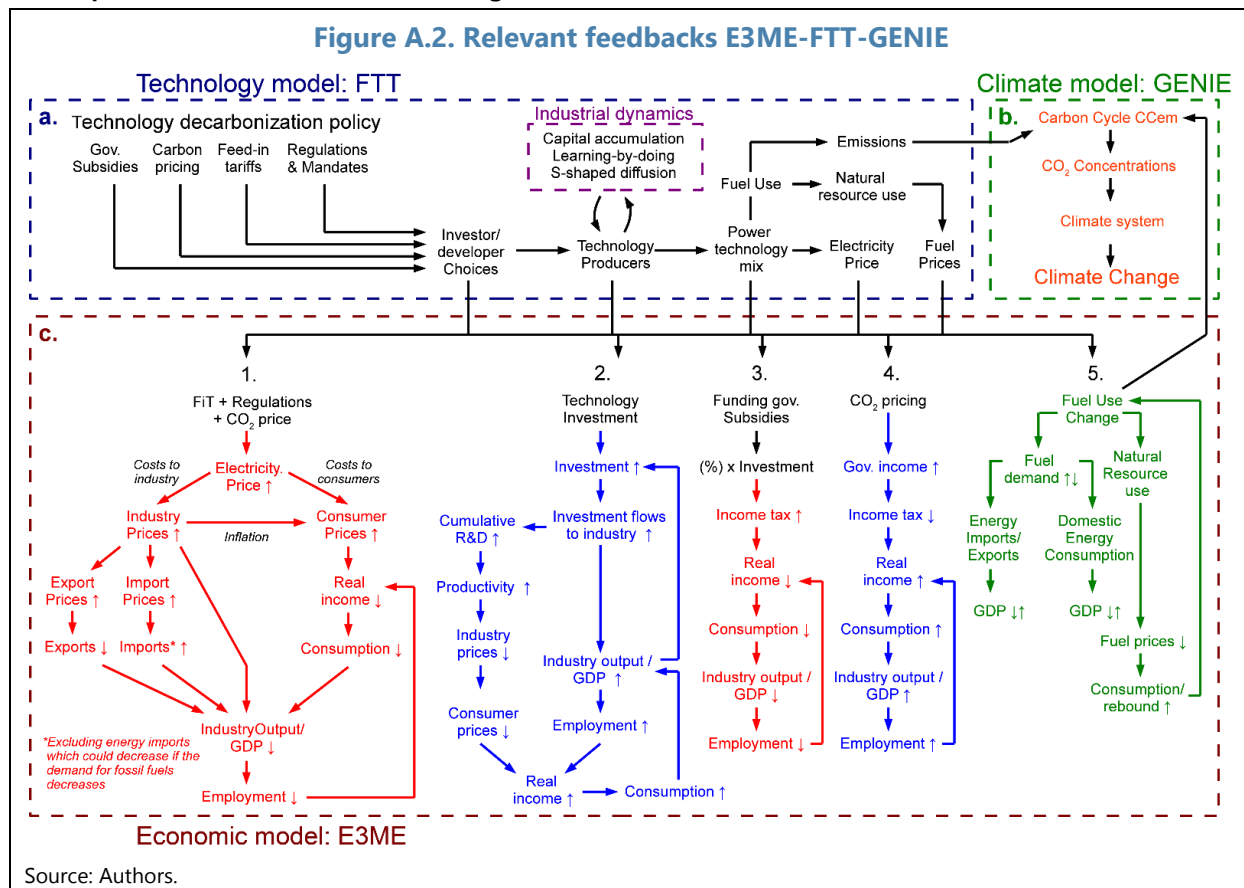 Figure A.2. Relevant feedbacks E3ME-FTT-GENIE
Technology model: FTT
Climate model: GENIE
a.
Technology decarbonization policy
Gov.
Subsidies
Carbon
pricing
Feed-in
tariffs
Regulations
& Mandates
Industrial dynamics
Capital accumulation
Learning-by-doing
S-shaped diffusion
Investor/
developer
Choices
Technology
Producers
Emissions
Fuel Use
Natural
resource use
Power
technology
mix
Electricity
Price
Fuel
Prices
b.
Carbon Cycle CCem
CO₂ Concentrations
Climate system
Climate Change
c.
1.
FiT + Regulations
+ CO₂ price
Costs to
industry
Electricity.
Price ↑
Costs to
consumers
Industry
Prices ↑
Inflation
Consumer
Prices ↑
Export
Prices ↑
Import
Prices ↑
Real
income ↓
Exports ↓
Imports* ↑
Consumption ↓
IndustryOutput/
GDP ↓
*Excluding energy imports
which could decrease if the
demand for fossil fuels
decreases
Employment ↓
2.
Technology
Investment
Investment ↑
Cumulative
R&D ↑
Investment flows
to industry ↑
Productivity ↑
Industry
prices ↓
Industry output /
GDP ↑
Consumer
prices ↓
Employment ↑
Real
income ↑
Consumption ↑
3.
Funding gov.
Subsidies
(%) x Investment
Income tax ↑
Real
income ↓
Consumption ↓
Industry output /
GDP ↓
Employment ↓
4.
CO₂ pricing
Gov. income ↑
Income tax ↓
Real
income ↑
Consumption ↑
Industry output /
GDP ↑
Employment ↑
5.
Fuel Use
Change
Fuel
demand ↑↓
Natural
Resource
use
Energy
Imports/
Exports
Domestic
Energy
Consumption
GDP ↓↑
GDP ↓↑
Fuel prices ↓
Consumption/
rebound ↑
Economic model: E3ME
Source: Authors.